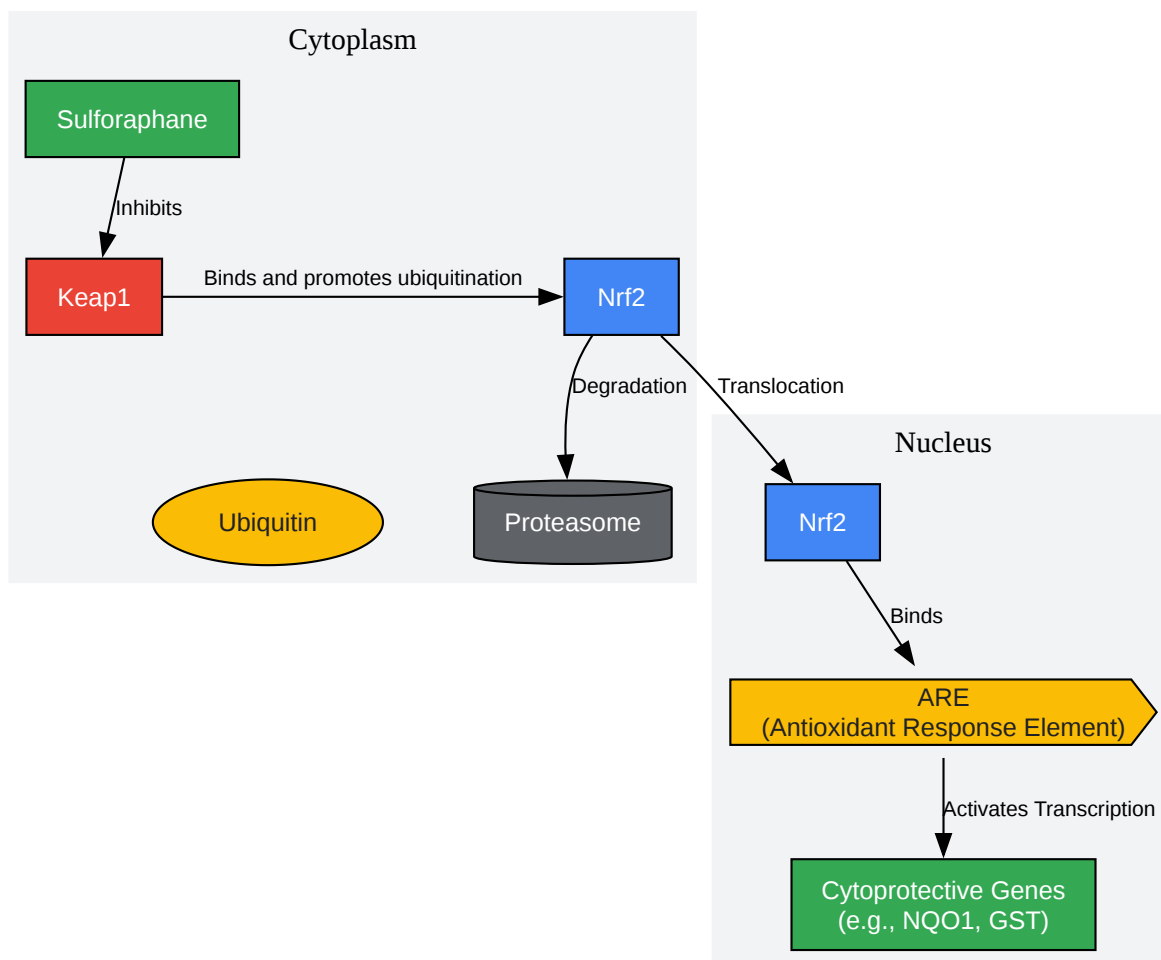 Cytoplasm
Sulforaphane
Inhibits
Keap1
Binds and promotes ubiquitination
Nrf2
Degradation
Translocation
Ubiquitin
Proteasome
Nucleus
Nrf2
Binds
ARE
(Antioxidant Response Element)
Activates Transcription
Cytoprotective Genes
(e.g., NQO1, GST)